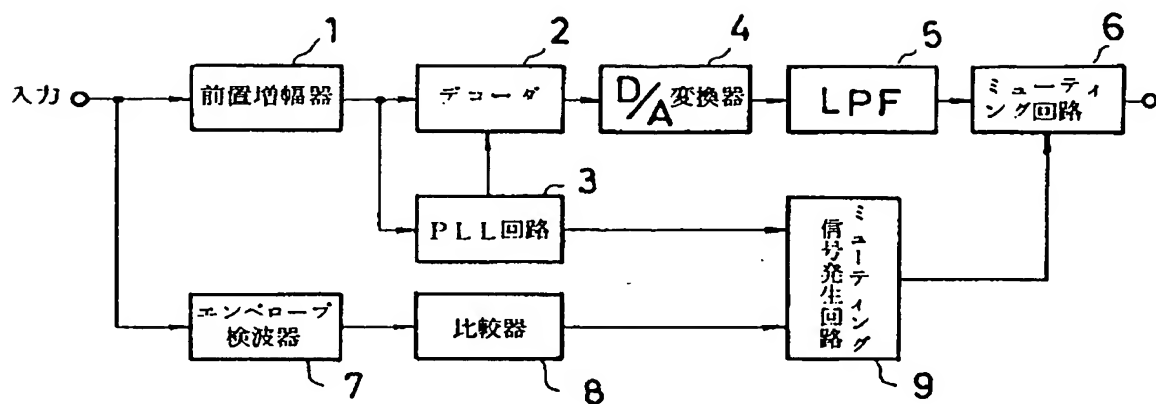 1
2
4
5
6
入力
前置増幅器
デコーダ
D/A変換器
LPF
ミューティ
ング回路
3
PLL回路
ミューティング
信号発生回路
エンベロープ
検波器
比較器
7
8
9